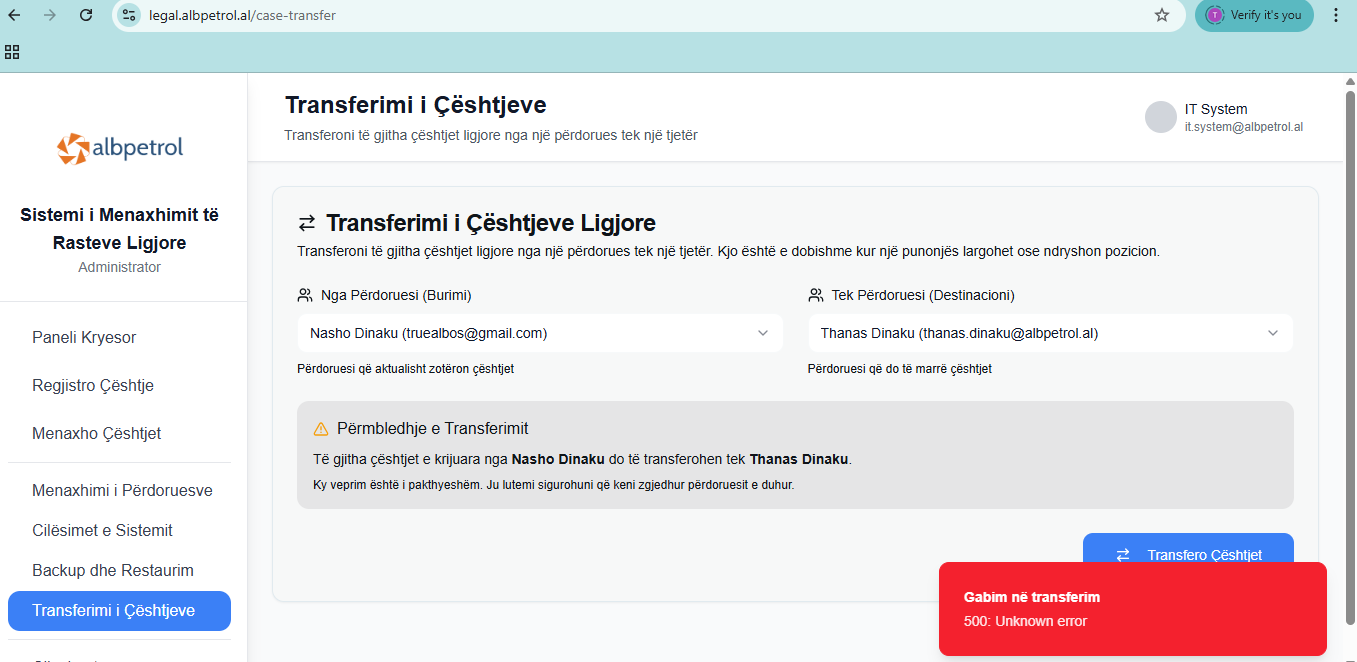 legal.albpetrol.al/case-transfer
T
Verify it's you
albpetrol
Sistemi i Menaxhimit të
Rasteve Ligjore
Administrator
Paneli Kryesor
Regjistro Çështje
Menaxho Çështjet
Menaxhimi i Përdoruesve
Cilësimet e Sistemit
Backup dhe Restaurim
Transferimi i Çështjeve
Transferimi i Çështjeve
Transferoni të gjitha çështjet ligjore nga një përdorues tek një tjetër
IT System
it.system@albpetrol.al
Transferimi i Çështjeve Ligjore
Transferoni të gjitha çështjet ligjore nga një përdorues tek një tjetër. Kjo është e dobishme kur një punonjës largohet ose ndryshon pozicion.
Nga Përdoruesi (Burimi)
Nasho Dinaku (truealbos@gmail.com)
Përdoruesi që aktualisht zotëron çështjet
Tek Përdoruesi (Destinacioni)
Thanas Dinaku (thanas.dinaku@albpetrol.al)
Përdoruesi që do të marrë çështjet
Përmbledhje e Transferimit
Të gjitha çështjet e krijuara nga Nasho Dinaku do të transferohen tek Thanas Dinaku.
Ky veprim është i pakthyeshëm. Ju lutemi sigurohuni që keni zgjedhur përdoruesit e duhur.
Transfero Çështjet
Gabim në transferim
500: Unknown error